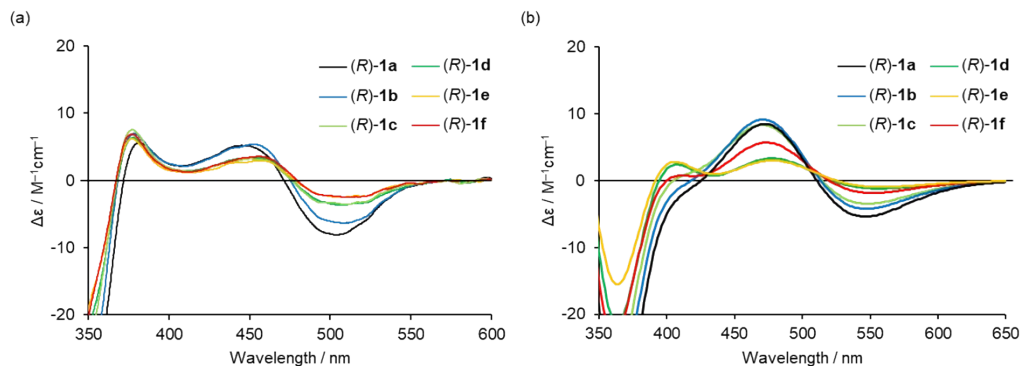 (a)
20
10
0
-10
-20
350 400 450 500 550 600
Δε / M⁻¹cm⁻¹
Wavelength / nm
(R)-1a (R)-1d
(R)-1b (R)-1e
(R)-1c (R)-1f
(b)
20
10
0
-10
-20
350 400 450 500 550 600 650
Δε / M⁻¹cm⁻¹
Wavelength / nm
(R)-1a (R)-1d
(R)-1b (R)-1e
(R)-1c (R)-1f